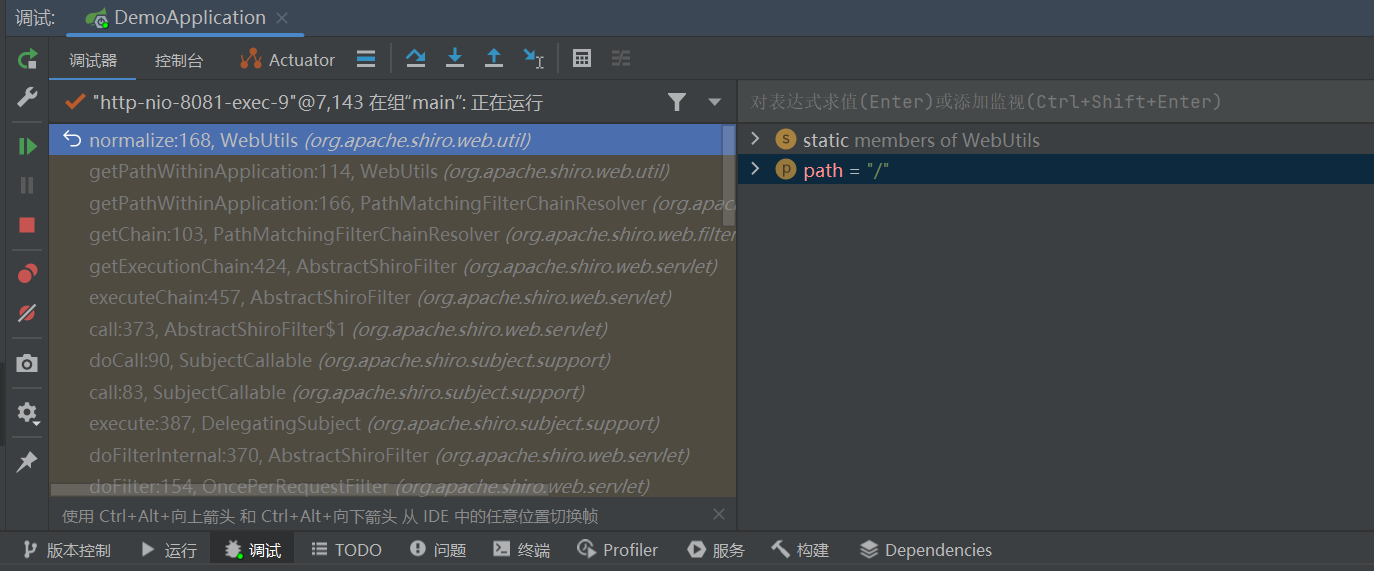 调试: DemoApplication
调试器 控制台 Actuator
"http-nio-8081-exec-9"@7,143 在组"main": 正在运行
对表达式求值(Enter)或添加监视(Ctrl+Shift+Enter)
normalize:168, WebUtils (org.apache.shiro.web.util)
getPathWithinApplication:114, WebUtils (org.apache.shiro.web.util)
getPathWithinApplication:166, PathMatchingFilterChainResolver (org.apac
getChain:103, PathMatchingFilterChainResolver (org.apache.shiro.web.filter
getExecutionChain:424, AbstractShiroFilter (org.apache.shiro.web.servlet)
executeChain:457, AbstractShiroFilter (org.apache.shiro.web.servlet)
call:373, AbstractShiroFilter$1 (org.apache.shiro.web.servlet)
doCall:90, SubjectCallable (org.apache.shiro.subject.support)
call:83, SubjectCallable (org.apache.shiro.subject.support)
execute:387, DelegatingSubject (org.apache.shiro.subject.support)
doFilterInternal:370, AbstractShiroFilter (org.apache.shiro.web.servlet)
doFilter:154, OncePerRequestFilter (org.apache.shiro.web.servlet)
s static members of WebUtils
p path = "/"
使用 Ctrl+Alt+向上箭头 和 Ctrl+Alt+向下箭头 从 IDE 中的任意位置切换帧
版本控制 运行 调试 TODO 问题 终端 Profiler 服务 构建 Dependencies